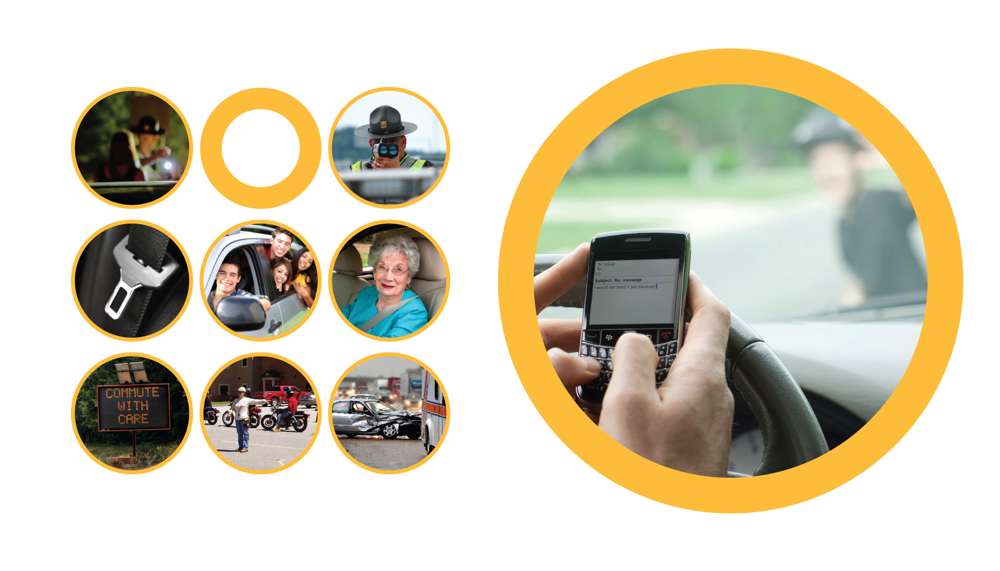 COMMUTE
WITH
CARE
To: ross@
To:
Cc:
Subject: Re: message
I would not send it yet because